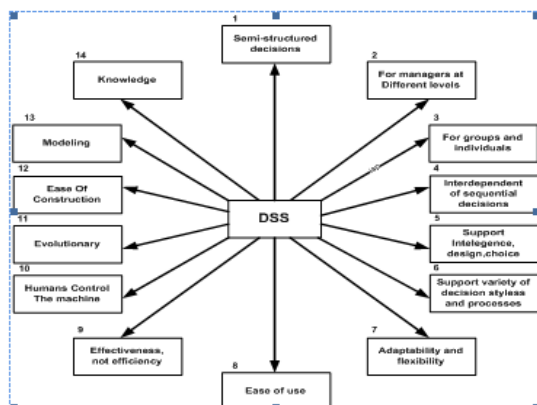 1
Semi-structured
decisions
2
For managers at
Different levels
3
For groups and
individuals
4
Interdependent
of sequential
decisions
5
Support
Intelegence,
design,choice
6
Support variety of
decision styless
and processes
7
Adaptability and
flexibility
8
Ease of use
9
Effectiveness,
not efficiency
10
Humans Control
The machine
11
Evolutionary
12
Ease Of
Construction
13
Modeling
14
Knowledge
DSS